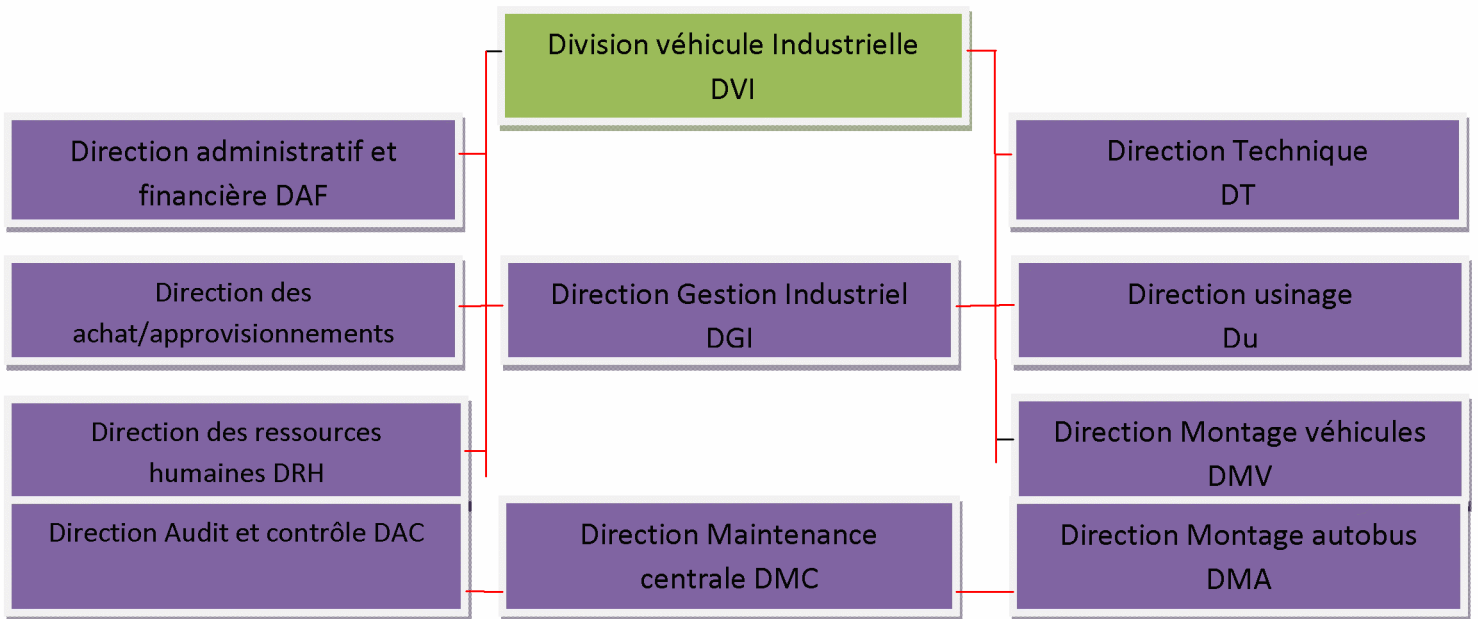 Division véhicule Industrielle
DVI
Direction administratif et
financière DAF
Direction Technique
DT
Direction des
achat/approvisionnements
Direction Gestion Industriel
DGI
Direction usinage
Du
Direction des ressources
humaines DRH
Direction Montage véhicules
DMV
Direction Audit et contrôle DAC
Direction Maintenance
centrale DMC
Direction Montage autobus
DMA